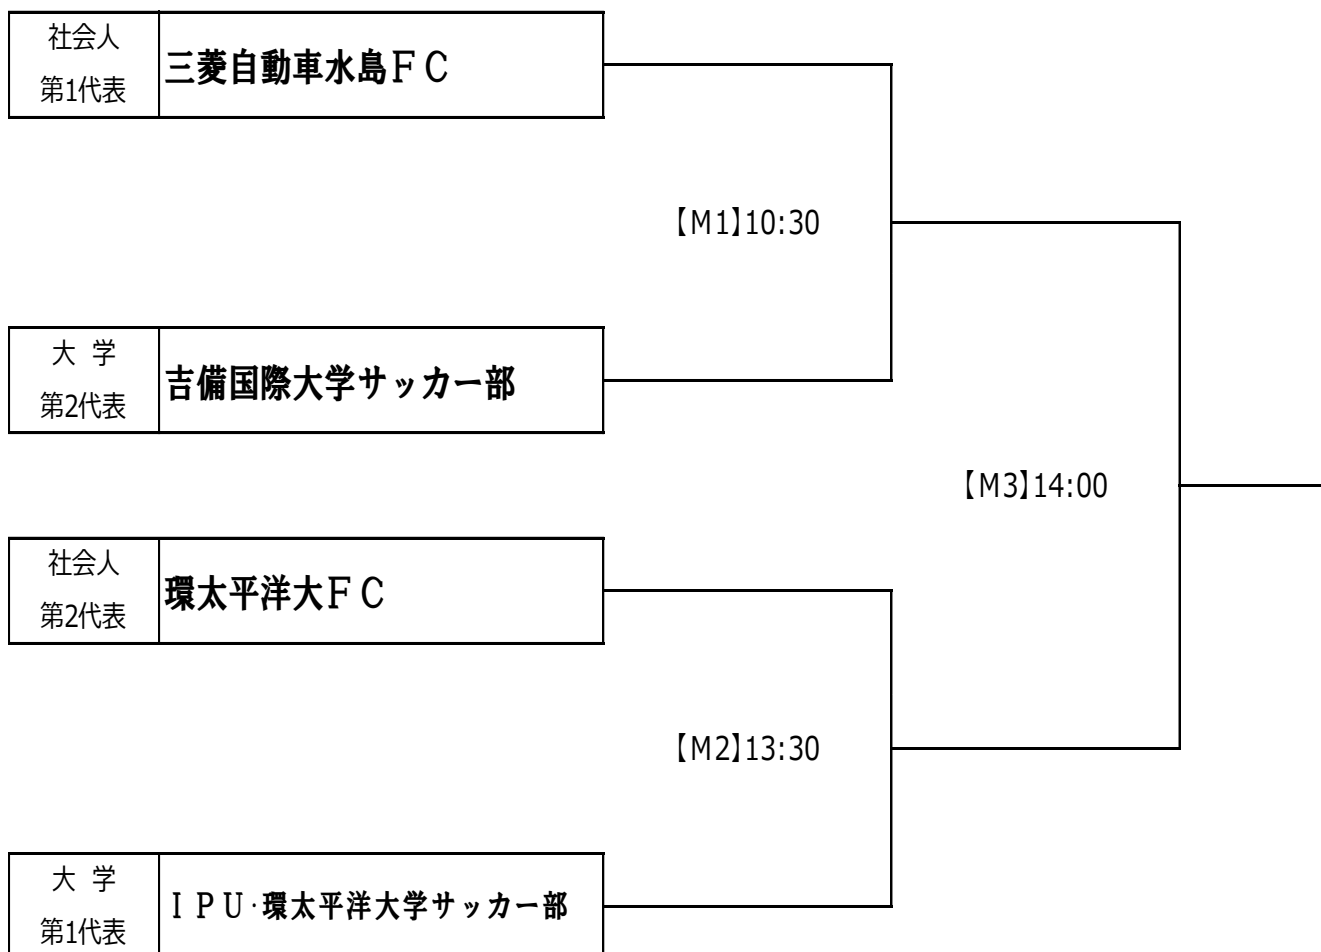 社会人
第1代表
三菱自動車水島ＦＣ
【M1】10:30
大 学
第2代表
吉備国際大学サッカー部
【M3】14:00
社会人
第2代表
環太平洋大ＦＣ
【M2】13:30
大 学
第1代表
ＩＰＵ･環太平洋大学サッカー部